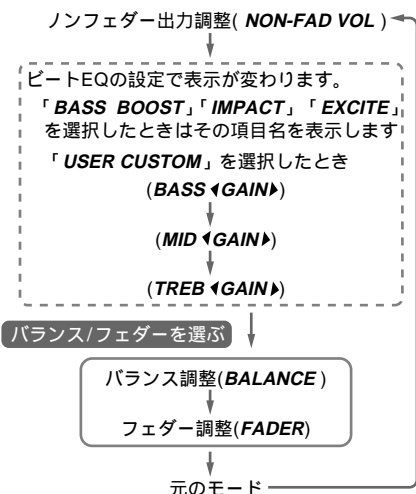 ノンフェダー出力調整( NON-FAD VOL )
ビートEQの設定で表示が変わります。
「BASS BOOST」「IMPACT」「EXCITE」
を選択したときはその項目名を表示します
「USER CUSTOM」を選択したとき
(BASS ◀GAIN▶)
(MID ◀GAIN▶)
(TREB ◀GAIN▶)
バランス/フェダーを選ぶ
バランス調整(BALANCE )
フェダー調整(FADER)
元のモード